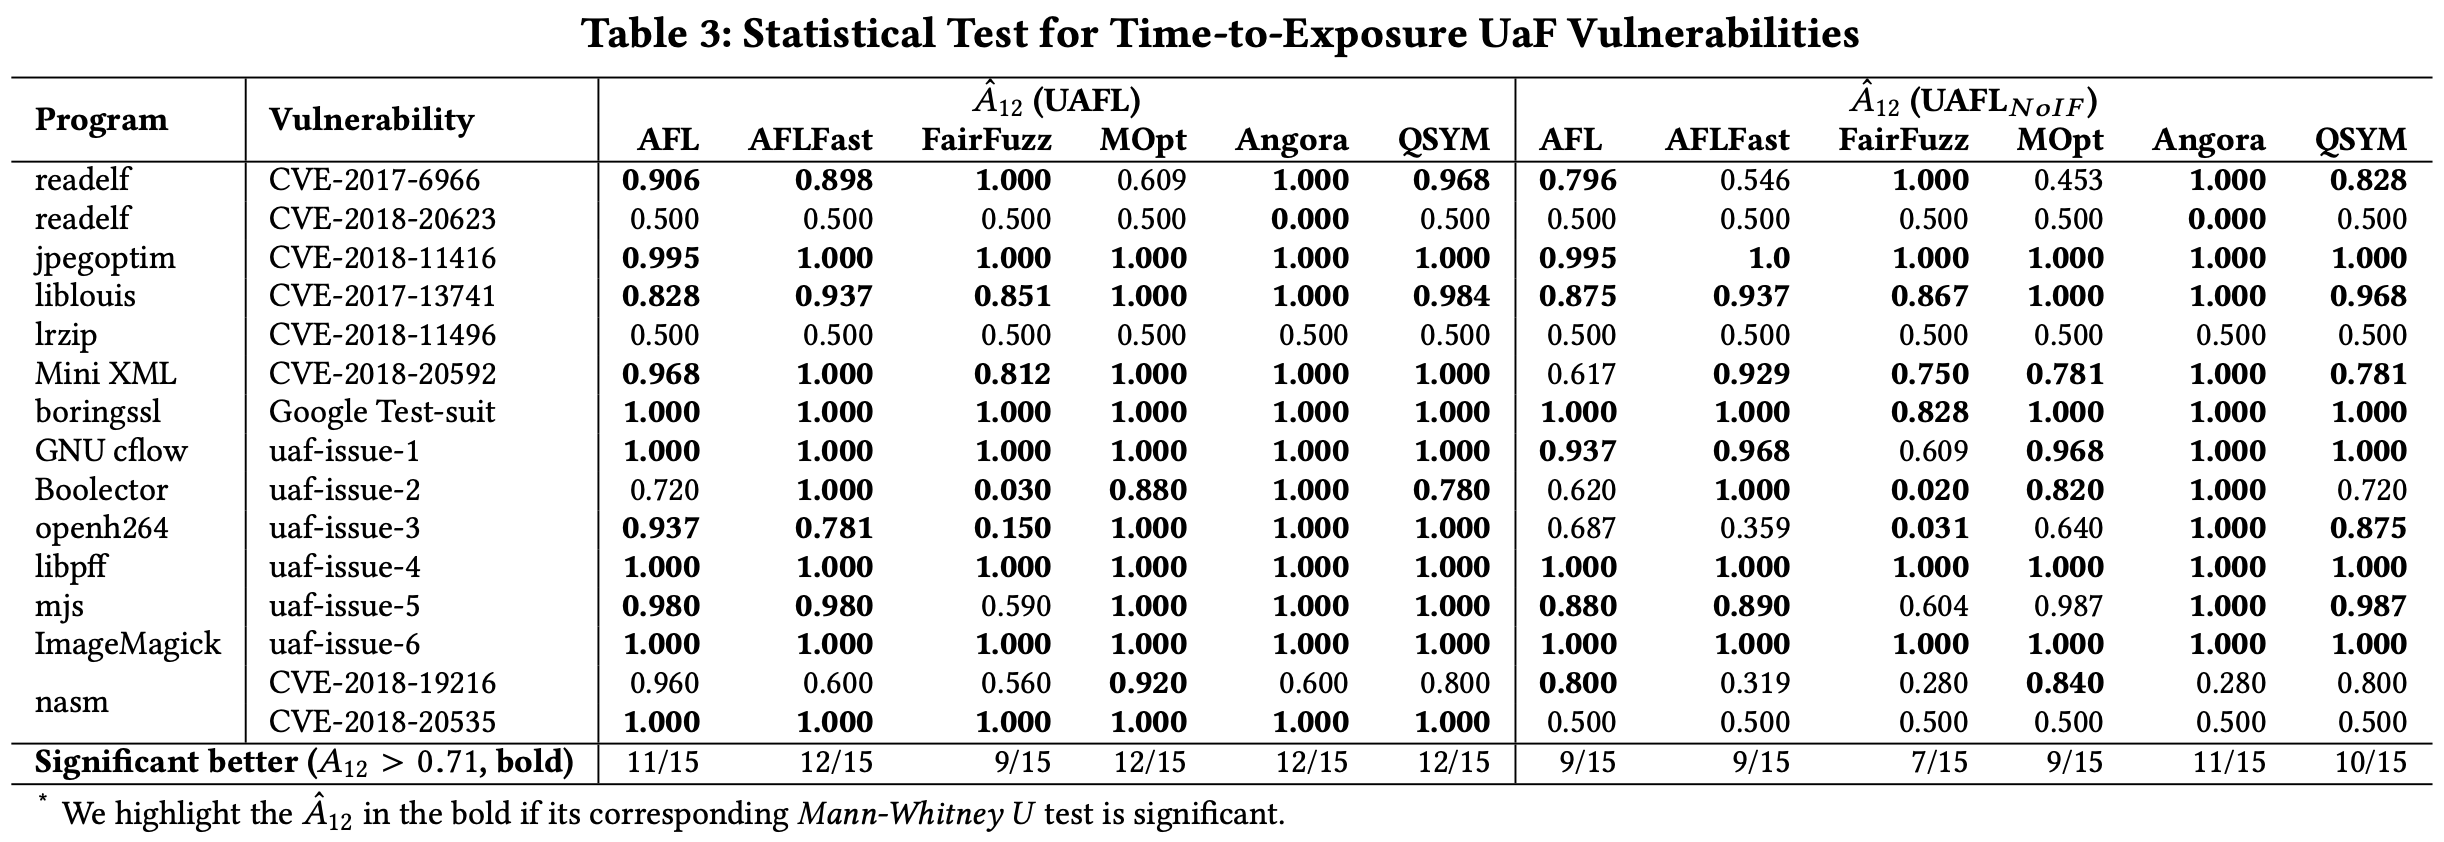 Table 3: Statistical Test for Time-to-Exposure UaF Vulnerabilities
Program Vulnerability Â12 (UAFL) Â12 (UAFLNoIF)
AFL AFLFast FairFuzz MOpt Angora QSYM AFL AFLFast FairFuzz MOpt Angora QSYM
readelf CVE-2017-6966 0.906 0.898 1.000 0.609 1.000 0.968 0.796 0.546 1.000 0.453 1.000 0.828
readelf CVE-2018-20623 0.500 0.500 0.500 0.500 0.000 0.500 0.500 0.500 0.500 0.500 0.000 0.500
jpegoptim CVE-2018-11416 0.995 1.000 1.000 1.000 1.000 1.000 0.995 1.0 1.000 1.000 1.000 1.000
liblouis CVE-2017-13741 0.828 0.937 0.851 1.000 1.000 0.984 0.875 0.937 0.867 1.000 1.000 0.968
lrzip CVE-2018-11496 0.500 0.500 0.500 0.500 0.500 0.500 0.500 0.500 0.500 0.500 0.500 0.500
Mini XML CVE-2018-20592 0.968 1.000 0.812 1.000 1.000 1.000 0.617 0.929 0.750 0.781 1.000 0.781
boringssl Google Test-suit 1.000 1.000 1.000 1.000 1.000 1.000 1.000 1.000 0.828 1.000 1.000 1.000
GNU cflow uaf-issue-1 1.000 1.000 1.000 1.000 1.000 1.000 0.937 0.968 0.609 0.968 1.000 1.000
Boolector uaf-issue-2 0.720 1.000 0.030 0.880 1.000 0.780 0.620 1.000 0.020 0.820 1.000 0.720
openh264 uaf-issue-3 0.937 0.781 0.150 1.000 1.000 1.000 0.687 0.359 0.031 0.640 1.000 0.875
libpff uaf-issue-4 1.000 1.000 1.000 1.000 1.000 1.000 1.000 1.000 1.000 1.000 1.000 1.000
mjs uaf-issue-5 0.980 0.980 0.590 1.000 1.000 1.000 0.880 0.890 0.604 0.987 1.000 0.987
ImageMagick uaf-issue-6 1.000 1.000 1.000 1.000 1.000 1.000 1.000 1.000 1.000 1.000 1.000 1.000
nasm CVE-2018-19216 0.960 0.600 0.560 0.920 0.600 0.800 0.800 0.319 0.280 0.840 0.280 0.800
CVE-2018-20535 1.000 1.000 1.000 1.000 1.000 1.000 0.500 0.500 0.500 0.500 0.500 0.500
Significant better (A12 > 0.71, bold) 11/15 12/15 9/15 12/15 12/15 12/15 9/15 9/15 7/15 9/15 11/15 10/15
* We highlight the Â12 in the bold if its corresponding Mann-Whitney U test is significant.